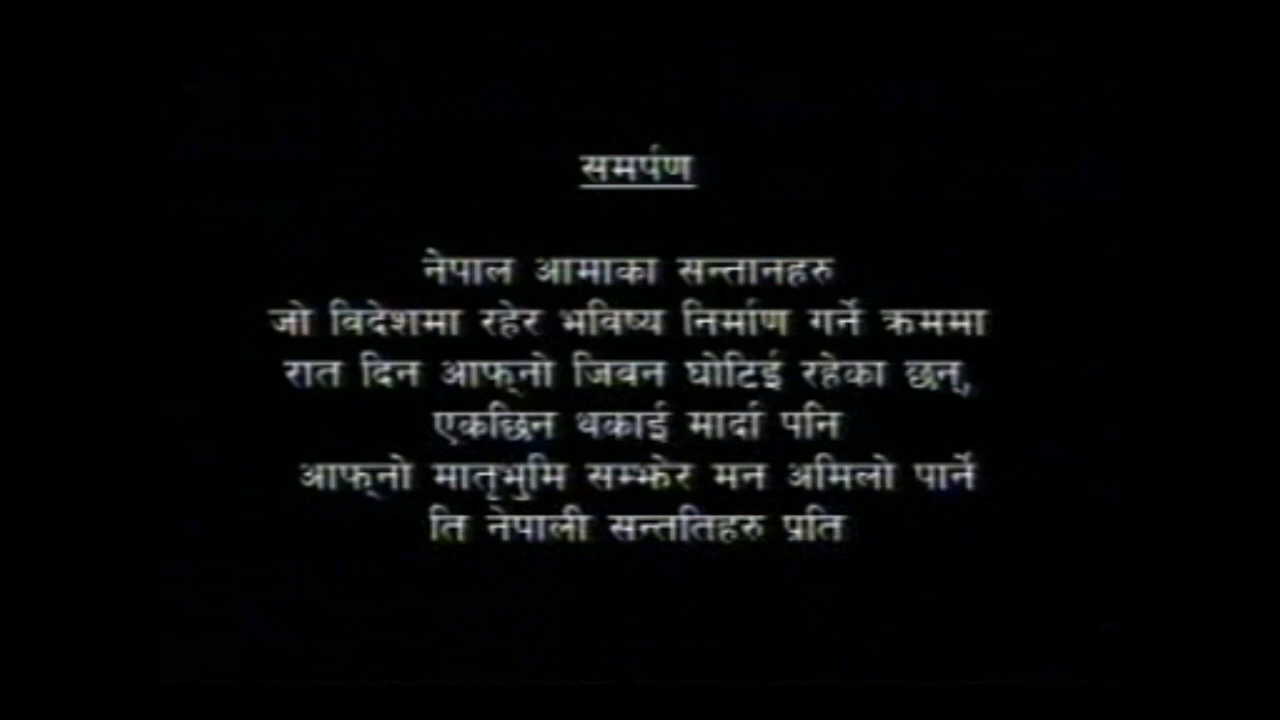 समर्पण
नेपाल आमाका सन्तानहरु
जो विदेशमा रहेर भविष्य निर्माण गर्ने क्रममा
रात दिन आफ्‌नो जिवन घोटिई रहेका छन्,
एकछिन थकाई मार्दा पनि
आफ्‌नो मातृभुमि सम्झेर मन अमिलो पार्ने
ति नेपाली सन्ततिहरु प्रति